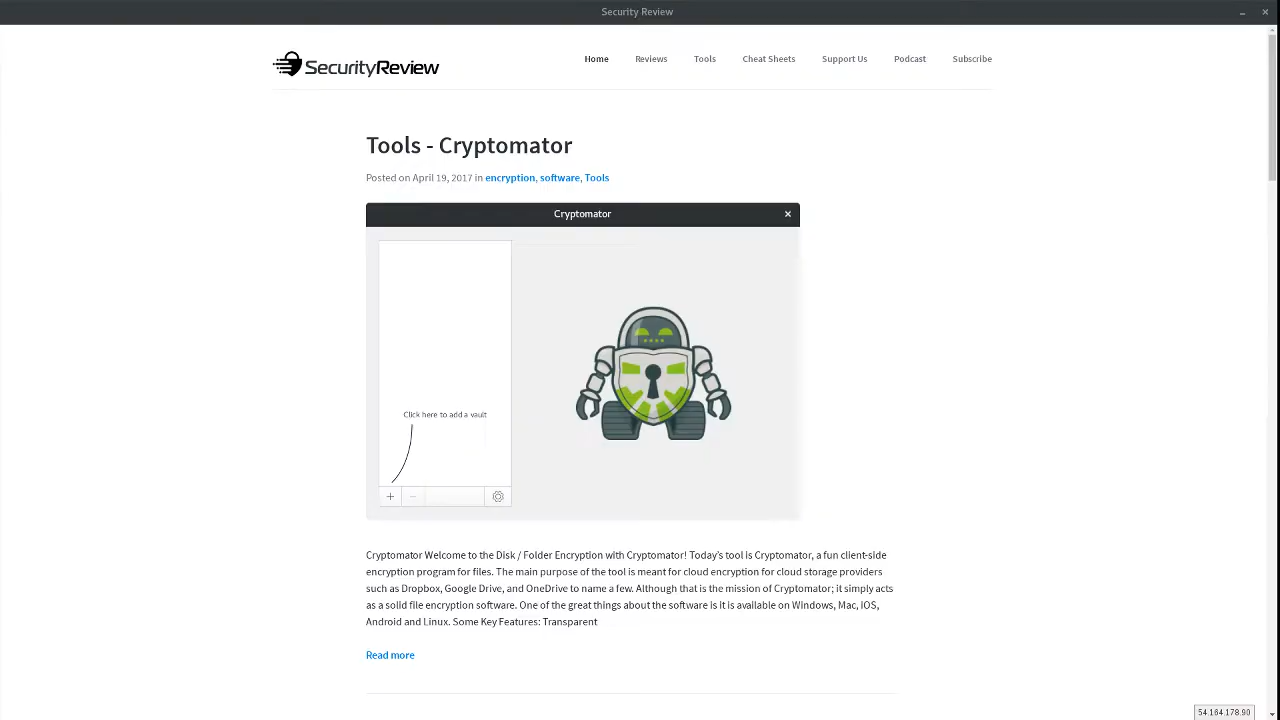 Security Review
SecurityReview
Home Reviews Tools Cheat Sheets Support Us Podcast Subscribe
Tools - Cryptomator
Posted on April 19, 2017 in encryption, software, Tools
Cryptomator
Click here to add a vault
Cryptomator Welcome to the Disk / Folder Encryption with Cryptomator! Today's tool is Cryptomator, a fun client-side
encryption program for files. The main purpose of the tool is meant for cloud encryption for cloud storage providers
such as Dropbox, Google Drive, and OneDrive to name a few. Although that is the mission of Cryptomator; it simply acts
as a solid file encryption software. One of the great things about the software is it is available on Windows, Mac, IOS,
Android and Linux. Some Key Features: Transparent
Read more
54.164.178.90